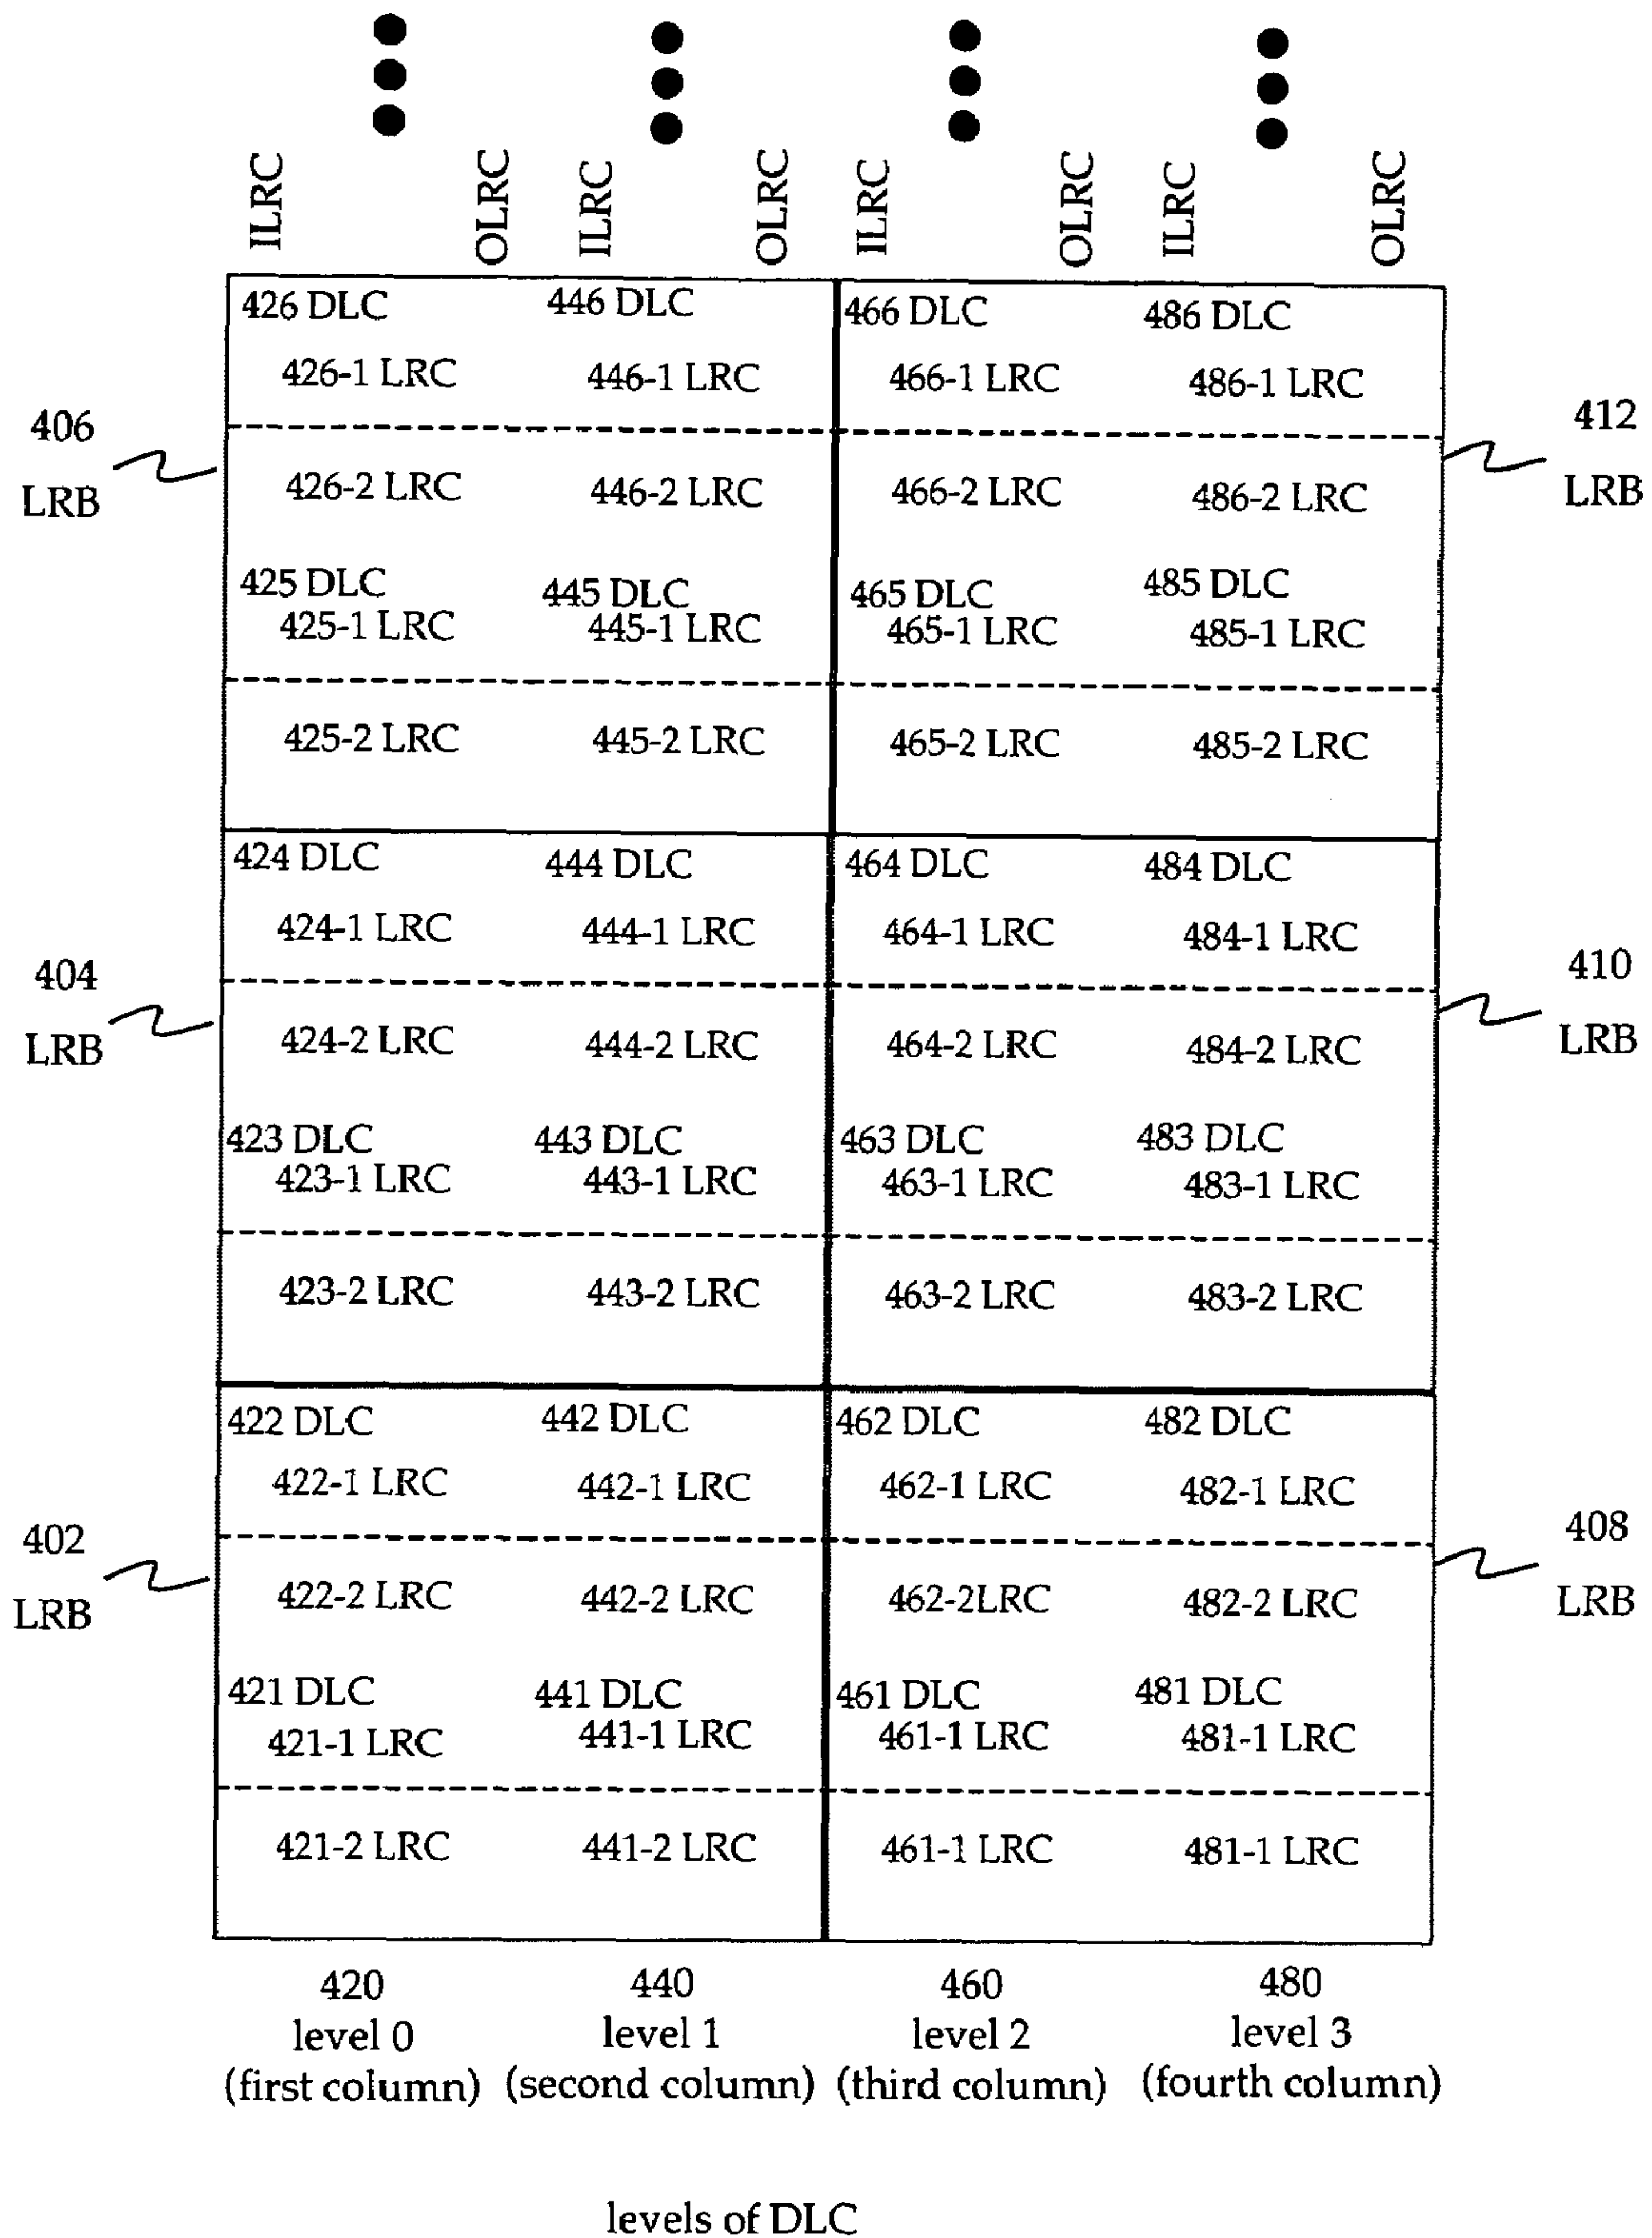 ILRC OLRC ILRC OLRC ILRC OLRC ILRC OLRC
426 DLC 446 DLC 466 DLC 486 DLC
426-1 LRC 446-1 LRC 466-1 LRC 486-1 LRC
406 412
LRB LRB
426-2 LRC 446-2 LRC 466-2 LRC 486-2 LRC
425 DLC 445 DLC 465 DLC 485 DLC
425-1 LRC 445-1 LRC 465-1 LRC 485-1 LRC
425-2 LRC 445-2 LRC 465-2 LRC 485-2 LRC
424 DLC 444 DLC 464 DLC 484 DLC
424-1 LRC 444-1 LRC 464-1 LRC 484-1 LRC
404 410
LRB LRB
424-2 LRC 444-2 LRC 464-2 LRC 484-2 LRC
423 DLC 443 DLC 463 DLC 483 DLC
423-1 LRC 443-1 LRC 463-1 LRC 483-1 LRC
423-2 LRC 443-2 LRC 463-2 LRC 483-2 LRC
422 DLC 442 DLC 462 DLC 482 DLC
422-1 LRC 442-1 LRC 462-1 LRC 482-1 LRC
402 408
LRB LRB
422-2 LRC 442-2 LRC 462-2LRC 482-2 LRC
421 DLC 441 DLC 461 DLC 481 DLC
421-1 LRC 441-1 LRC 461-1 LRC 481-1 LRC
421-2 LRC 441-2 LRC 461-1 LRC 481-1 LRC
420 440 460 480
level 0 level 1 level 2 level 3
(first column) (second column) (third column) (fourth column)
levels of DLC